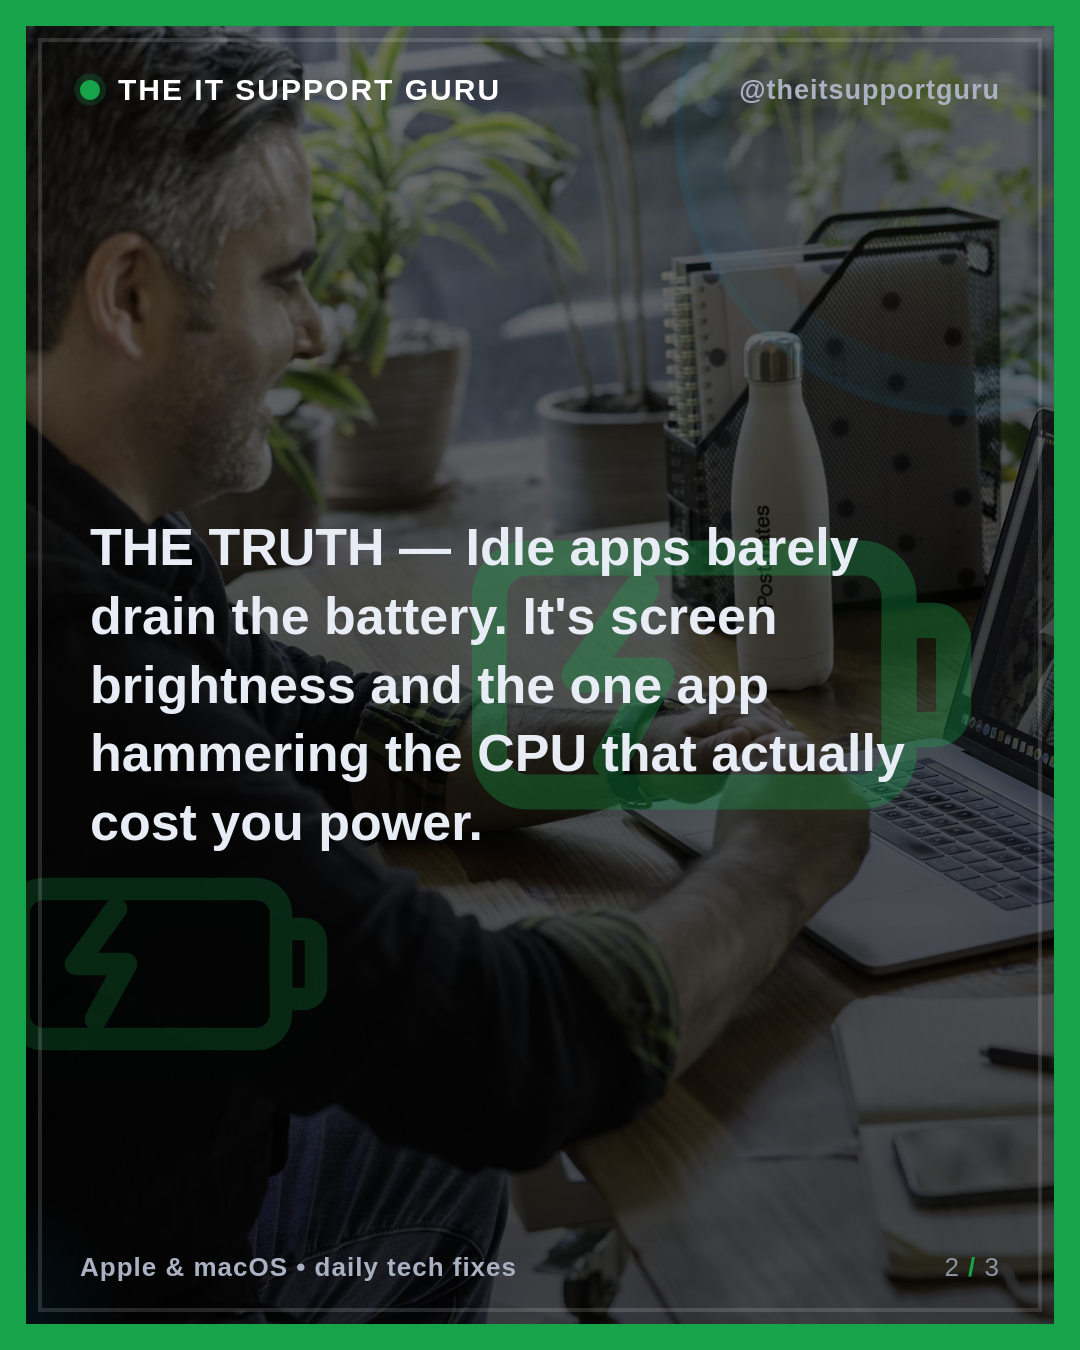 THE IT SUPPORT GURU
@theitsupportguru
THE TRUTH — Idle apps barely
drain the battery. It's screen
brightness and the one app
hammering the CPU that actually
cost you power.
Apple & macOS • daily tech fixes
2 / 3